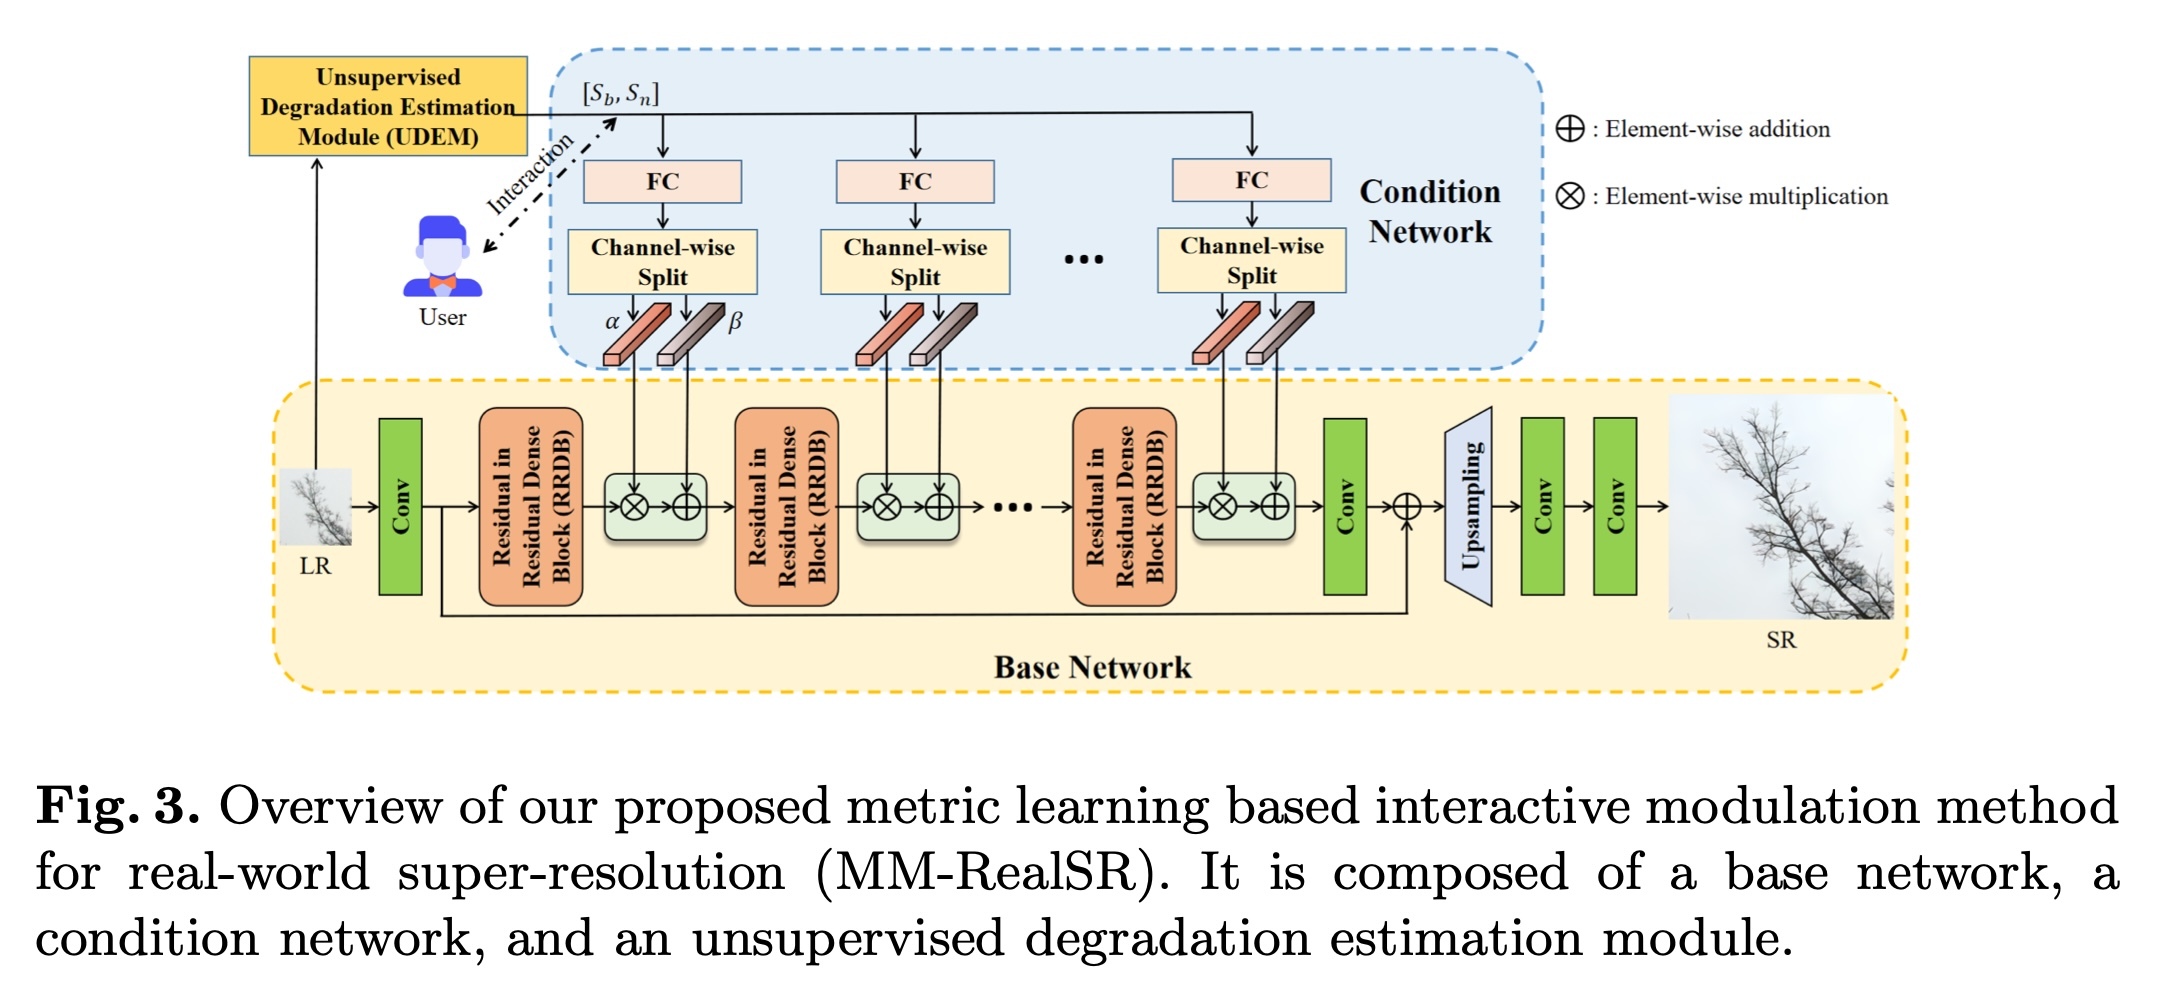 Unsupervised
Degradation Estimation
Module (UDEM)
[S_b, S_n]
Interaction
User
FC
FC
FC
Channel-wise
Split
Channel-wise
Split
...
Channel-wise
Split
Condition
Network
α
β
⊕ : Element-wise addition
⊗ : Element-wise multiplication
LR
Conv
Residual in
Residual Dense
Block (RRDB)
⊗
⊕
Residual in
Residual Dense
Block (RRDB)
⊗
⊕
...
Residual in
Residual Dense
Block (RRDB)
⊗
⊕
Conv
⊕
Upsampling
Conv
Conv
SR
Base Network
Fig. 3. Overview of our proposed metric learning based interactive modulation method
for real-world super-resolution (MM-RealSR). It is composed of a base network, a
condition network, and an unsupervised degradation estimation module.